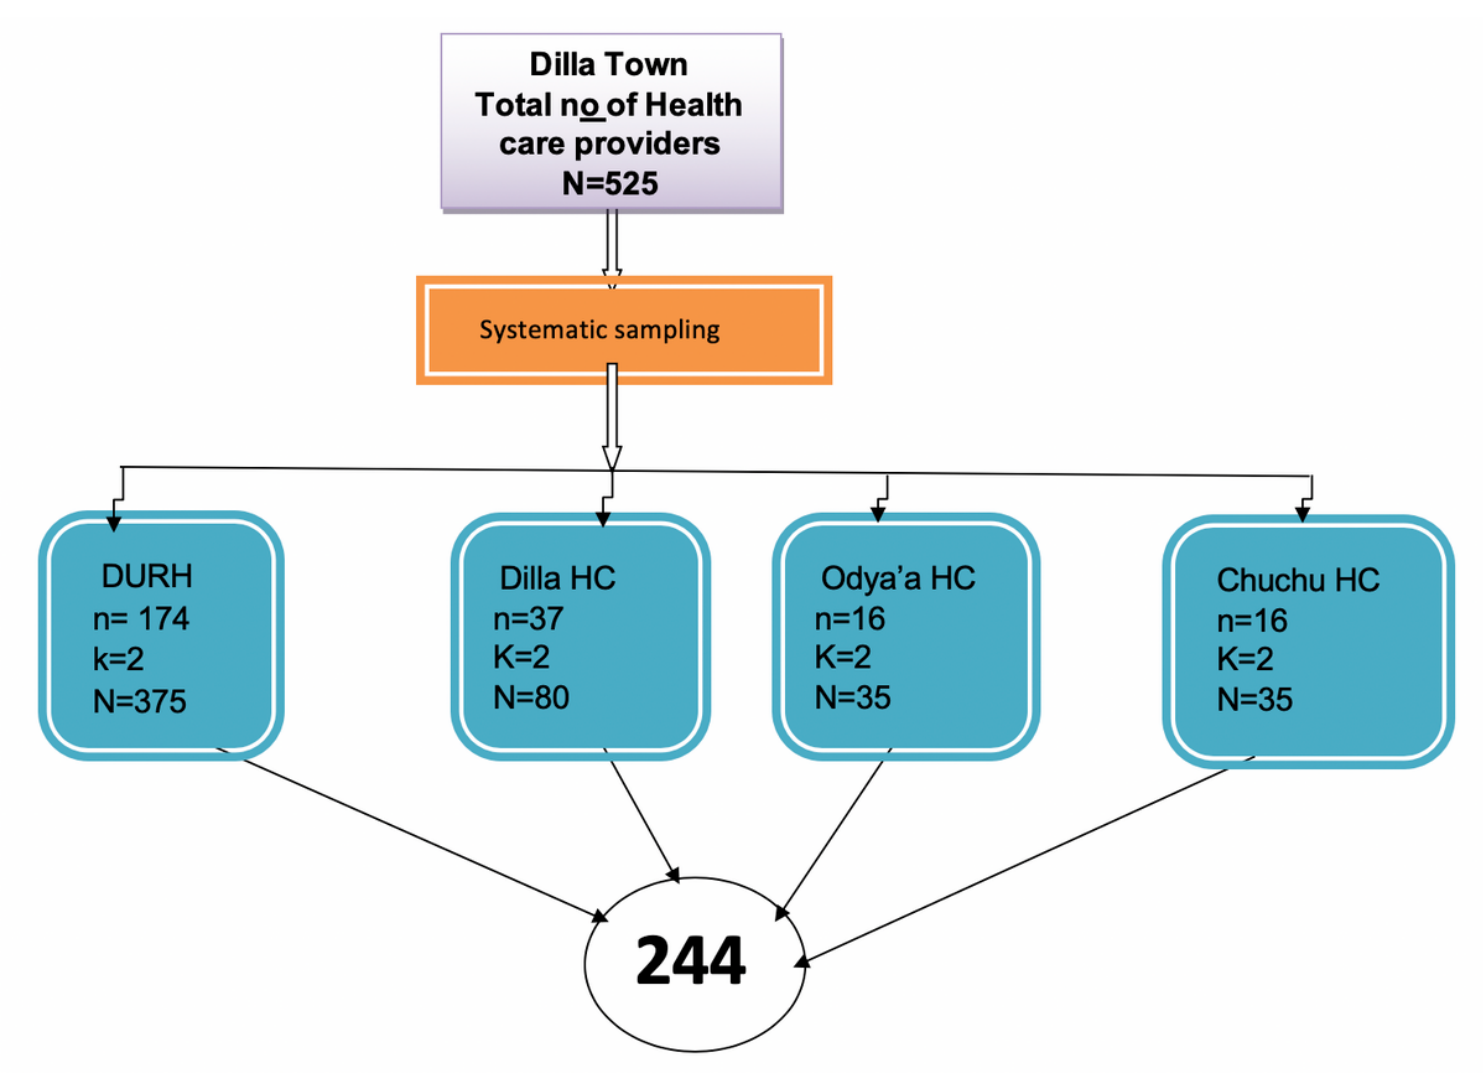 Dilla Town
Total no of Health
care providers
N=525
Systematic sampling
DURH
n= 174
k=2
N=375
Dilla HC
n=37
K=2
N=80
Odya’a HC
n=16
K=2
N=35
Chuchu HC
n=16
K=2
N=35
244